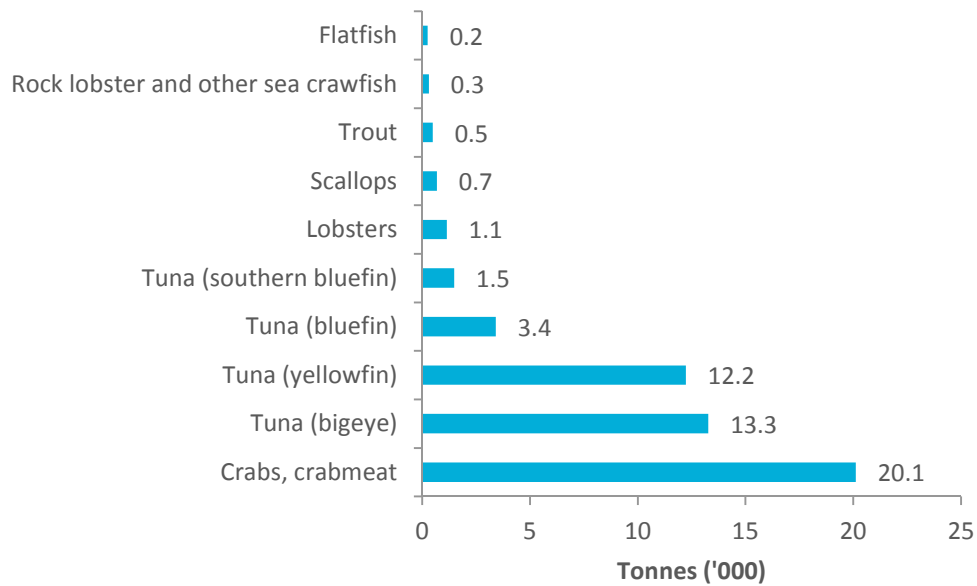 Flatfish 0.2
Rock lobster and other sea crawfish 0.3
Trout 0.5
Scallops 0.7
Lobsters 1.1
Tuna (southern bluefin) 1.5
Tuna (bluefin) 3.4
Tuna (yellowfin) 12.2
Tuna (bigeye) 13.3
Crabs, crabmeat 20.1
0 5 10 15 20 25
Tonnes ('000)